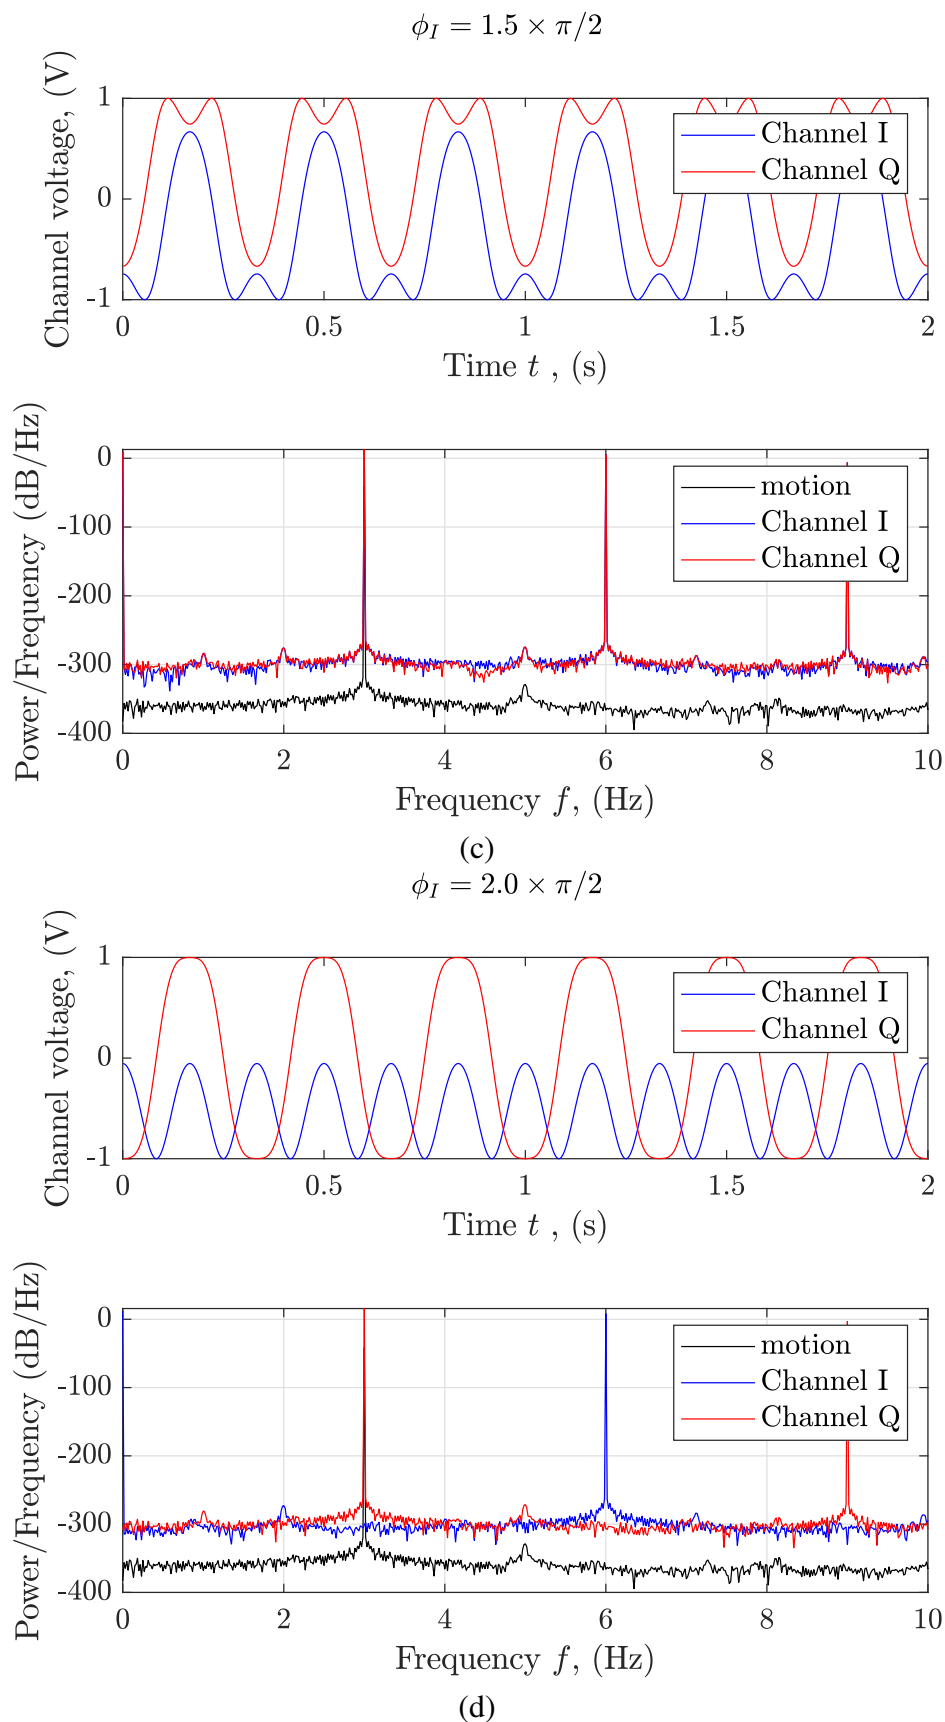 ϕ_I = 1.5 × π/2
Channel voltage, (V)
1
0
-1
Channel I
Channel Q
0 0.5 1 1.5 2
Time t , (s)
Power/Frequency (dB/Hz)
0
-100
-200
-300
-400
motion
Channel I
Channel Q
0 2 4 6 8 10
Frequency f, (Hz)
(c)
ϕ_I = 2.0 × π/2
Channel voltage, (V)
1
0
-1
Channel I
Channel Q
0 0.5 1 1.5 2
Time t , (s)
Power/Frequency (dB/Hz)
0
-100
-200
-300
-400
motion
Channel I
Channel Q
0 2 4 6 8 10
Frequency f, (Hz)
(d)